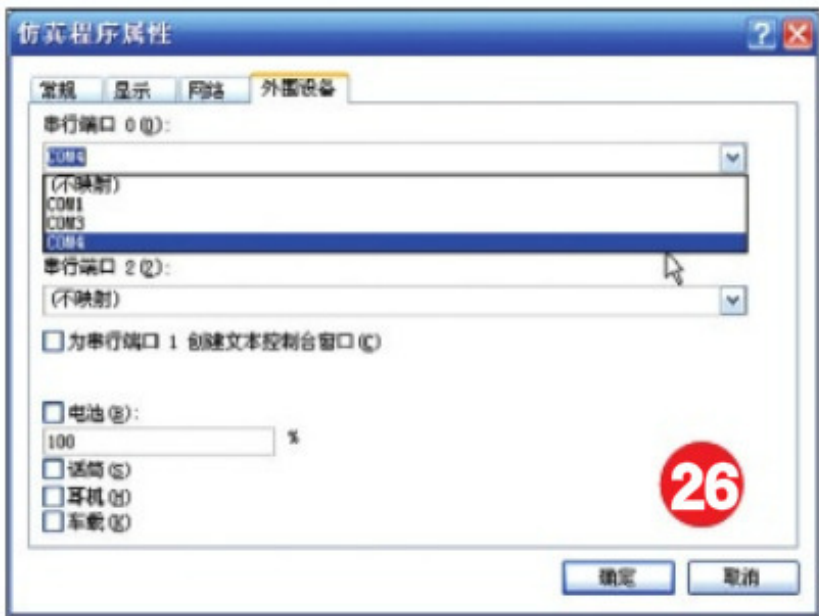 仿真程序属性
常规 显示 网络 外围设备
串行端口 0(0):
COM4
(不映射)
COM1
COM3
COM4
串行端口 2(2):
(不映射)
为串行端口 1 创建文本控制台窗口(C)
电池(B):
100 %
话筒(S)
耳机(H)
车载(K)
26
确定 取消